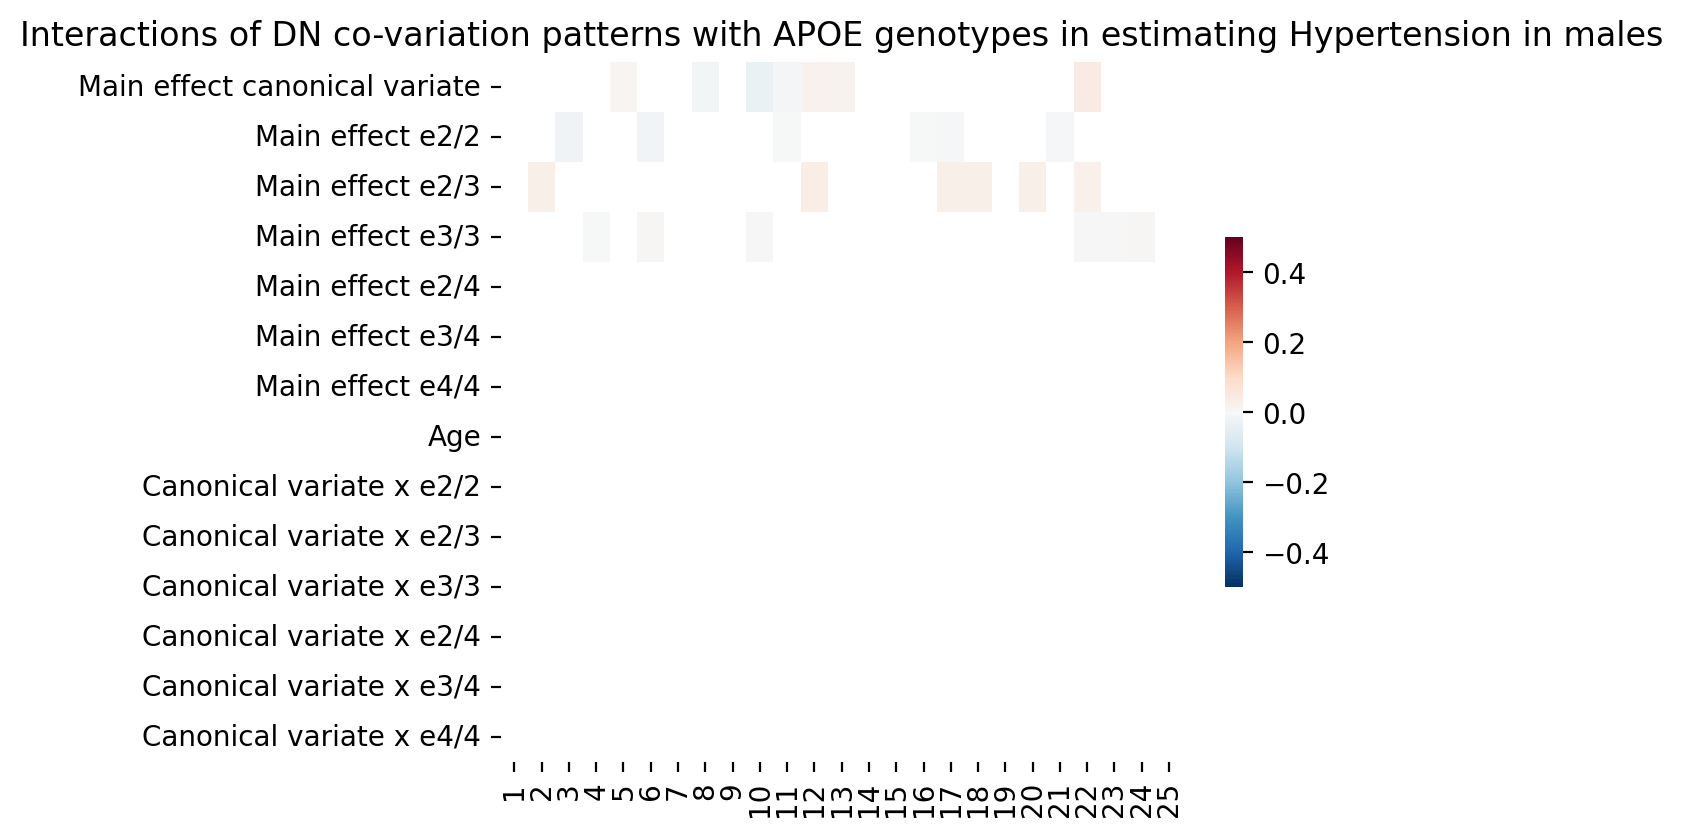 Interactions of DN co-variation patterns with APOE genotypes in estimating Hypertension in males
Main effect canonical variate
Main effect e2/2
Main effect e2/3
Main effect e3/3
Main effect e2/4
Main effect e3/4
Main effect e4/4
Age
Canonical variate x e2/2
Canonical variate x e2/3
Canonical variate x e3/3
Canonical variate x e2/4
Canonical variate x e3/4
Canonical variate x e4/4
1 2 3 4 5 6 7 8 9 10 11 12 13 14 15 16 17 18 19 20 21 22 23 24 25
0.4
0.2
0.0
−0.2
−0.4